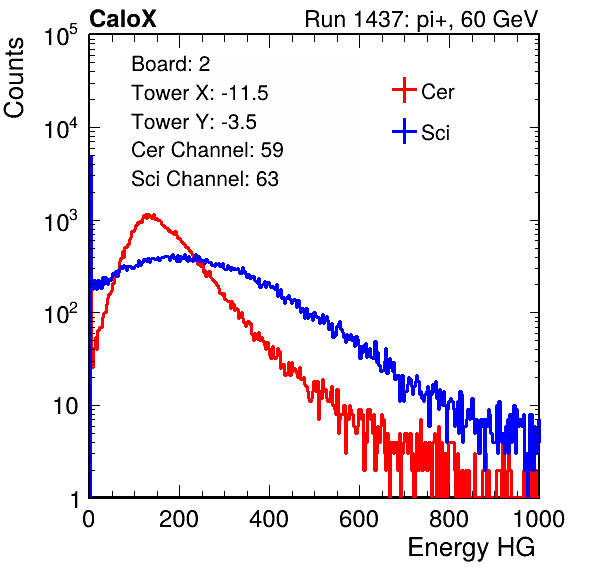 CaloX Run 1437: pi+, 60 GeV
Counts
10^5
10^4
10^3
10^2
10
1
Board: 2
Tower X: -11.5
Tower Y: -3.5
Cer Channel: 59
Sci Channel: 63
Cer
Sci
0 200 400 600 800 1000
Energy HG